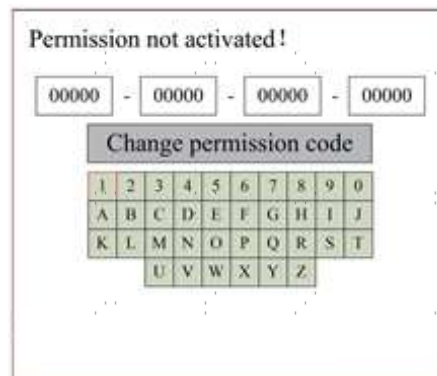 Permission not activated!
00000 - 00000 - 00000 - 00000
Change permission code
1 2 3 4 5 6 7 8 9 0
A B C D E F G H I J
K L M N O P Q R S T
U V W X Y Z